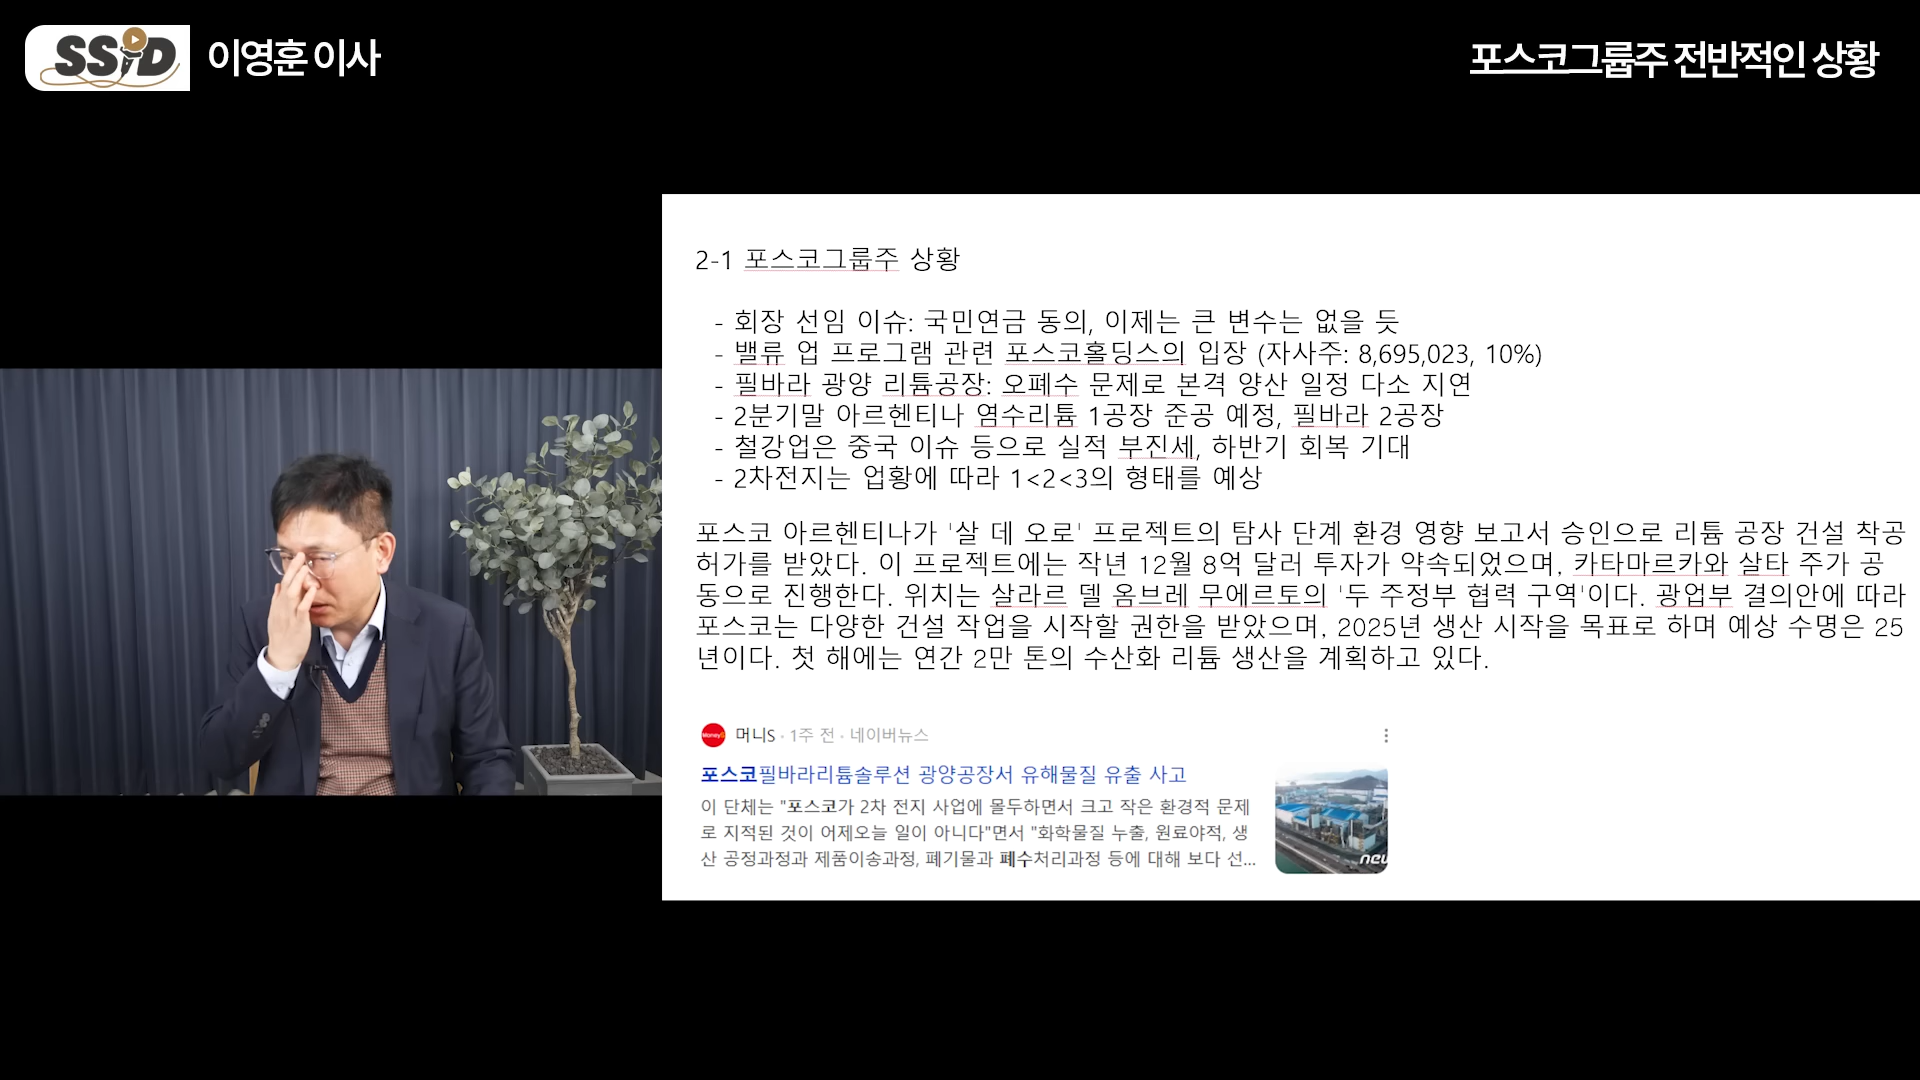 SSiD 이영훈 이사
포스코그룹주 전반적인 상황
2-1 포스코그룹주 상황
- 회장 선임 이슈: 국민연금 동의, 이제는 큰 변수는 없을 듯
- 밸류 업 프로그램 관련 포스코홀딩스의 입장 (자사주: 8,695,023, 10%)
- 필바라 광양 리튬공장: 오폐수 문제로 본격 양산 일정 다소 지연
- 2분기말 아르헨티나 염수리튬 1공장 준공 예정, 필바라 2공장
- 철강업은 중국 이슈 등으로 실적 부진세, 하반기 회복 기대
- 2차전지는 업황에 따라 1<2<3의 형태를 예상
포스코 아르헨티나가 '살 데 오로' 프로젝트의 탐사 단계 환경 영향 보고서 승인으로 리튬 공장 건설 착공
허가를 받았다. 이 프로젝트에는 작년 12월 8억 달러 투자가 약속되었으며, 카타마르카와 살타 주가 공
동으로 진행한다. 위치는 살라르 델 옴브레 무에르토의 '두 주정부 협력 구역'이다. 광업부 결의안에 따라
포스코는 다양한 건설 작업을 시작할 권한을 받았으며, 2025년 생산 시작을 목표로 하며 예상 수명은 25
년이다. 첫 해에는 연간 2만 톤의 수산화 리튬 생산을 계획하고 있다.
MoneyS 머니S · 1주 전 · 네이버뉴스
포스코필바라리튬솔루션 광양공장서 유해물질 유출 사고
이 단체는 "포스코가 2차 전지 사업에 몰두하면서 크고 작은 환경적 문제
로 지적된 것이 어제오늘 일이 아니다"면서 "화학물질 누출, 원료야적, 생
산 공정과정과 제품이송과정, 폐기물과 폐수처리과정 등에 대해 보다 선...